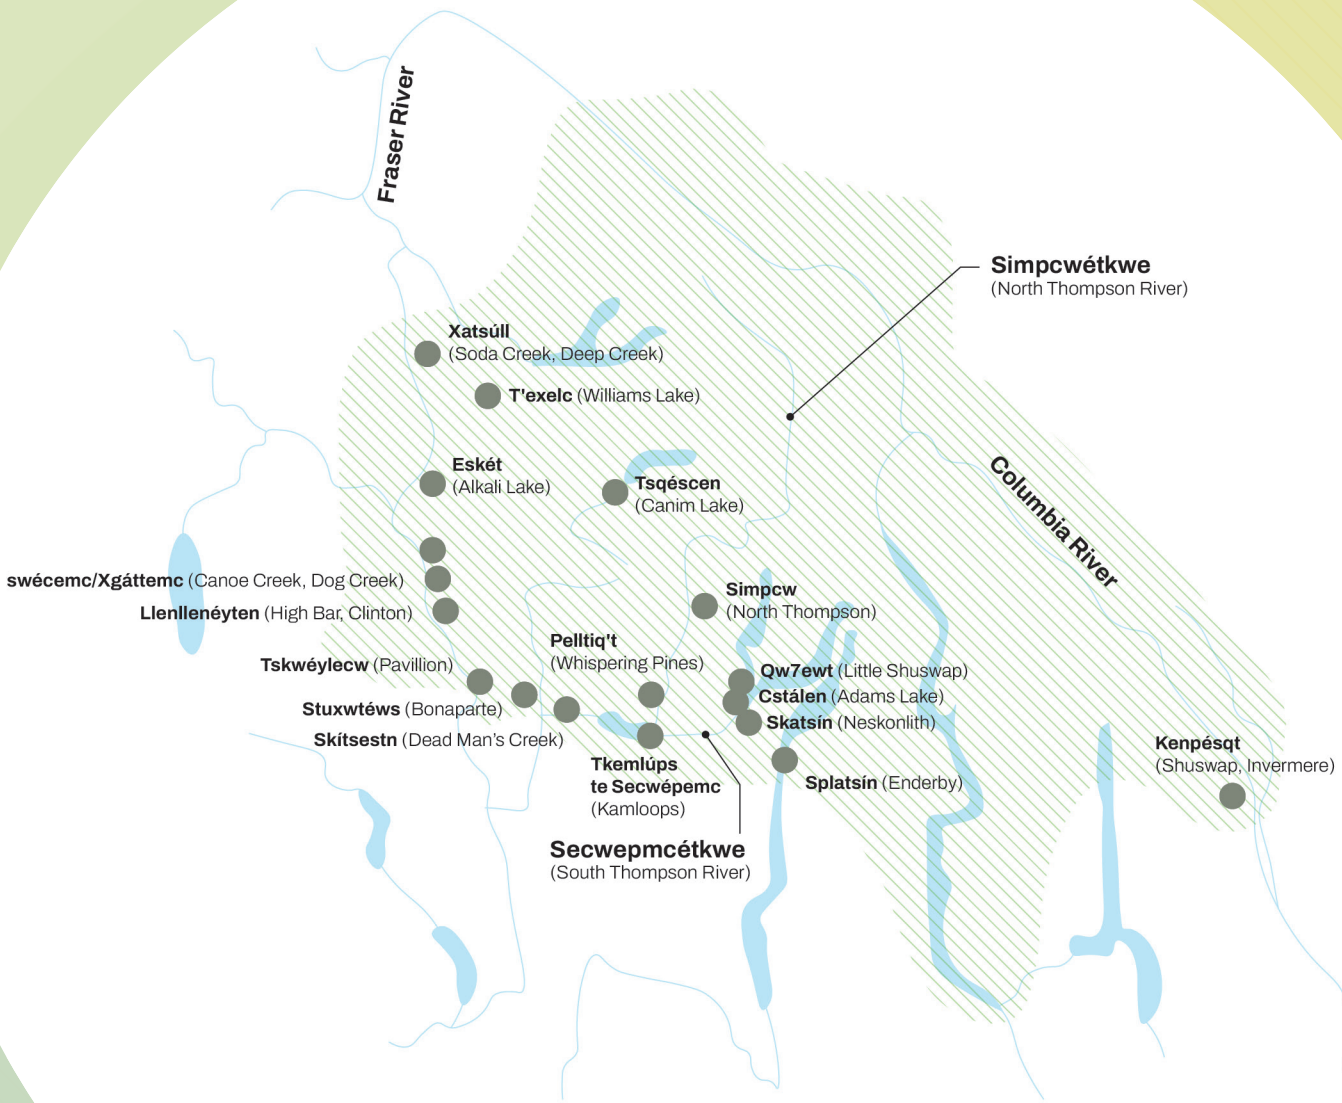 Fraser River
Simpcwétkwe
(North Thompson River)
Xatsúll
(Soda Creek, Deep Creek)
T'exelc (Williams Lake)
Eskét
(Alkali Lake)
Tsqéscen
(Canim Lake)
Columbia River
swécemc/Xgáttemc (Canoe Creek, Dog Creek)
Llenllenéyten (High Bar, Clinton)
Simpcw
(North Thompson)
Pelltiq't
(Whispering Pines)
Tskwéylecw (Pavillion)
Qw7ewt (Little Shuswap)
Cstálen (Adams Lake)
Stuxwtéws (Bonaparte)
Skatsín (Neskonlith)
Skítsestn (Dead Man’s Creek)
Kenpésqt
(Shuswap, Invermere)
Tkemlúps
te Secwépemc
(Kamloops)
Splatsín (Enderby)
Secwepmcétkwe
(South Thompson River)